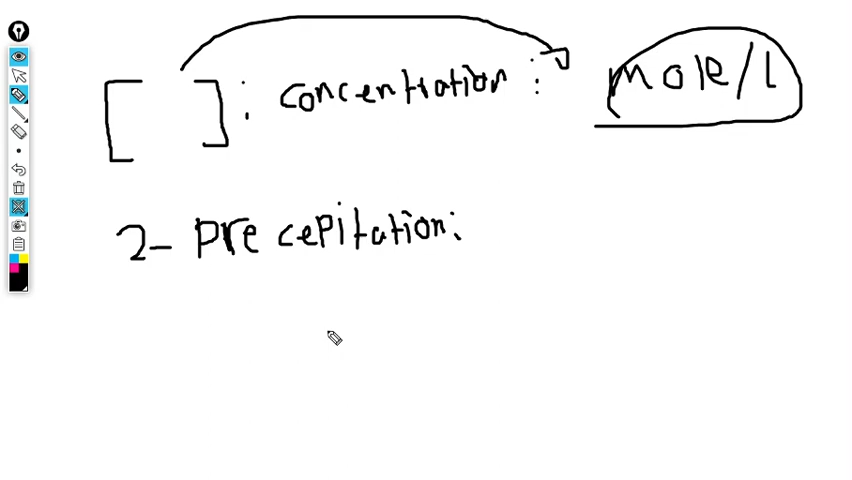 [ ] : concentration : mole/L
2- Precepitation: